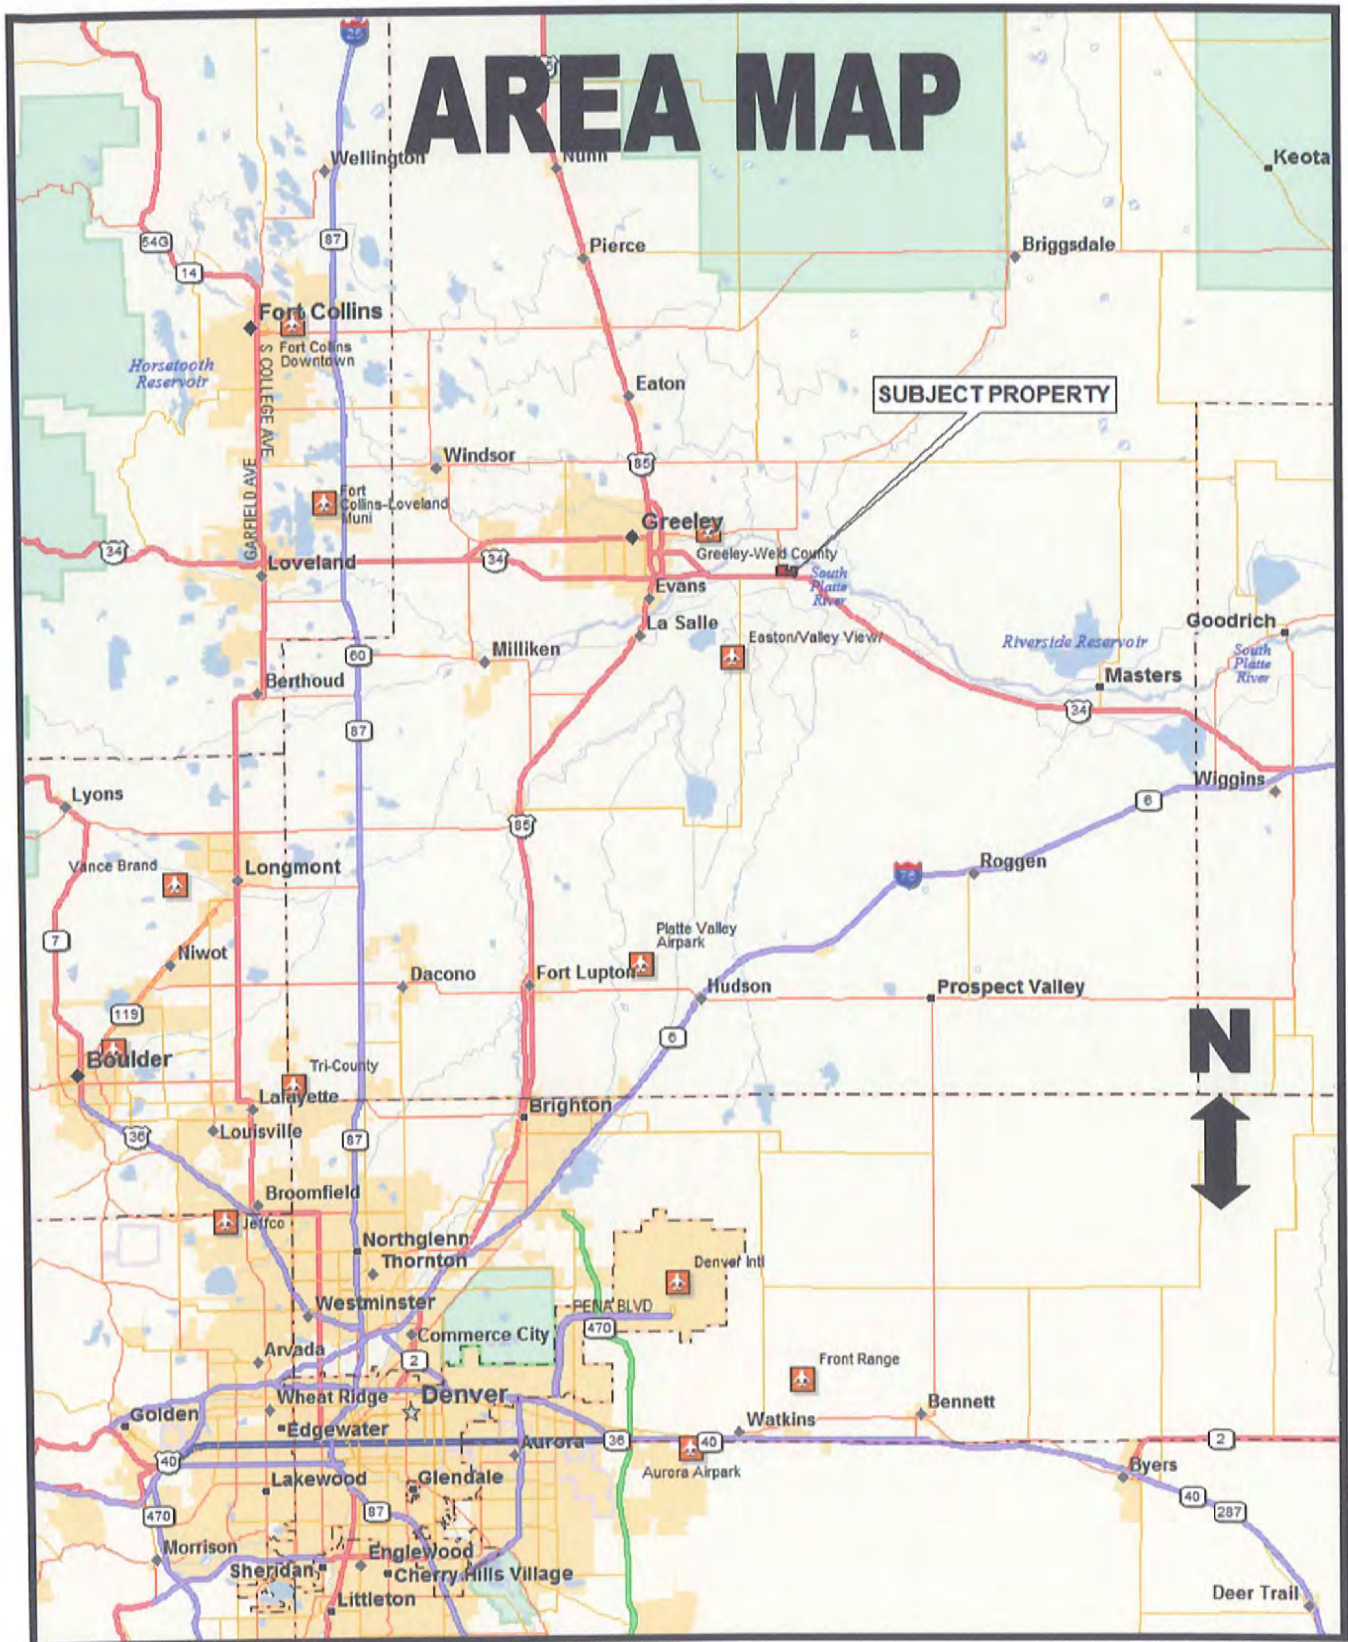 25
AREA MAP
Wellington
Nunn
Keota
54G
87
Pierce
Briggsdale
14
Fort Collins
Fort Collins
Downtown
Horsetooth
Reservoir
S COLLEGE AVE
Eaton
SUBJECT PROPERTY
Windsor
85
GARFIELD AVE
Fort
Collins-Loveland
Muni
Greeley
34
Loveland
34
Greeley-Weld County
Evans
South
Platte
River
La Salle
Easton/Valley View/
Goodrich
Riverside Reservoir
60
Milliken
South
Platte
River
Berthoud
Masters
34
87
Wiggins
Lyons
6
85
Vance Brand
Longmont
Roggen
76
7
Niwot
Platte Valley
Airpark
Dacono
Fort Lupton
Hudson
Prospect Valley
119
6
N
Boulder
Tri-County
Lafayette
Brighton
36
Louisville
87
Broomfield
Jeffco
Northglenn
Thornton
Denver Intl
Westminster
PENA BLVD
470
Commerce City
Arvada
2
Front Range
Wheat Ridge
Denver
Bennett
Golden
Edgewater
Watkins
Aurora
36
40
2
40
Aurora Airpark
Byers
Lakewood
Glendale
40
287
470
87
Morrison
Englewood
Sheridan
Cherry Hills Village
Littleton
Deer Trail